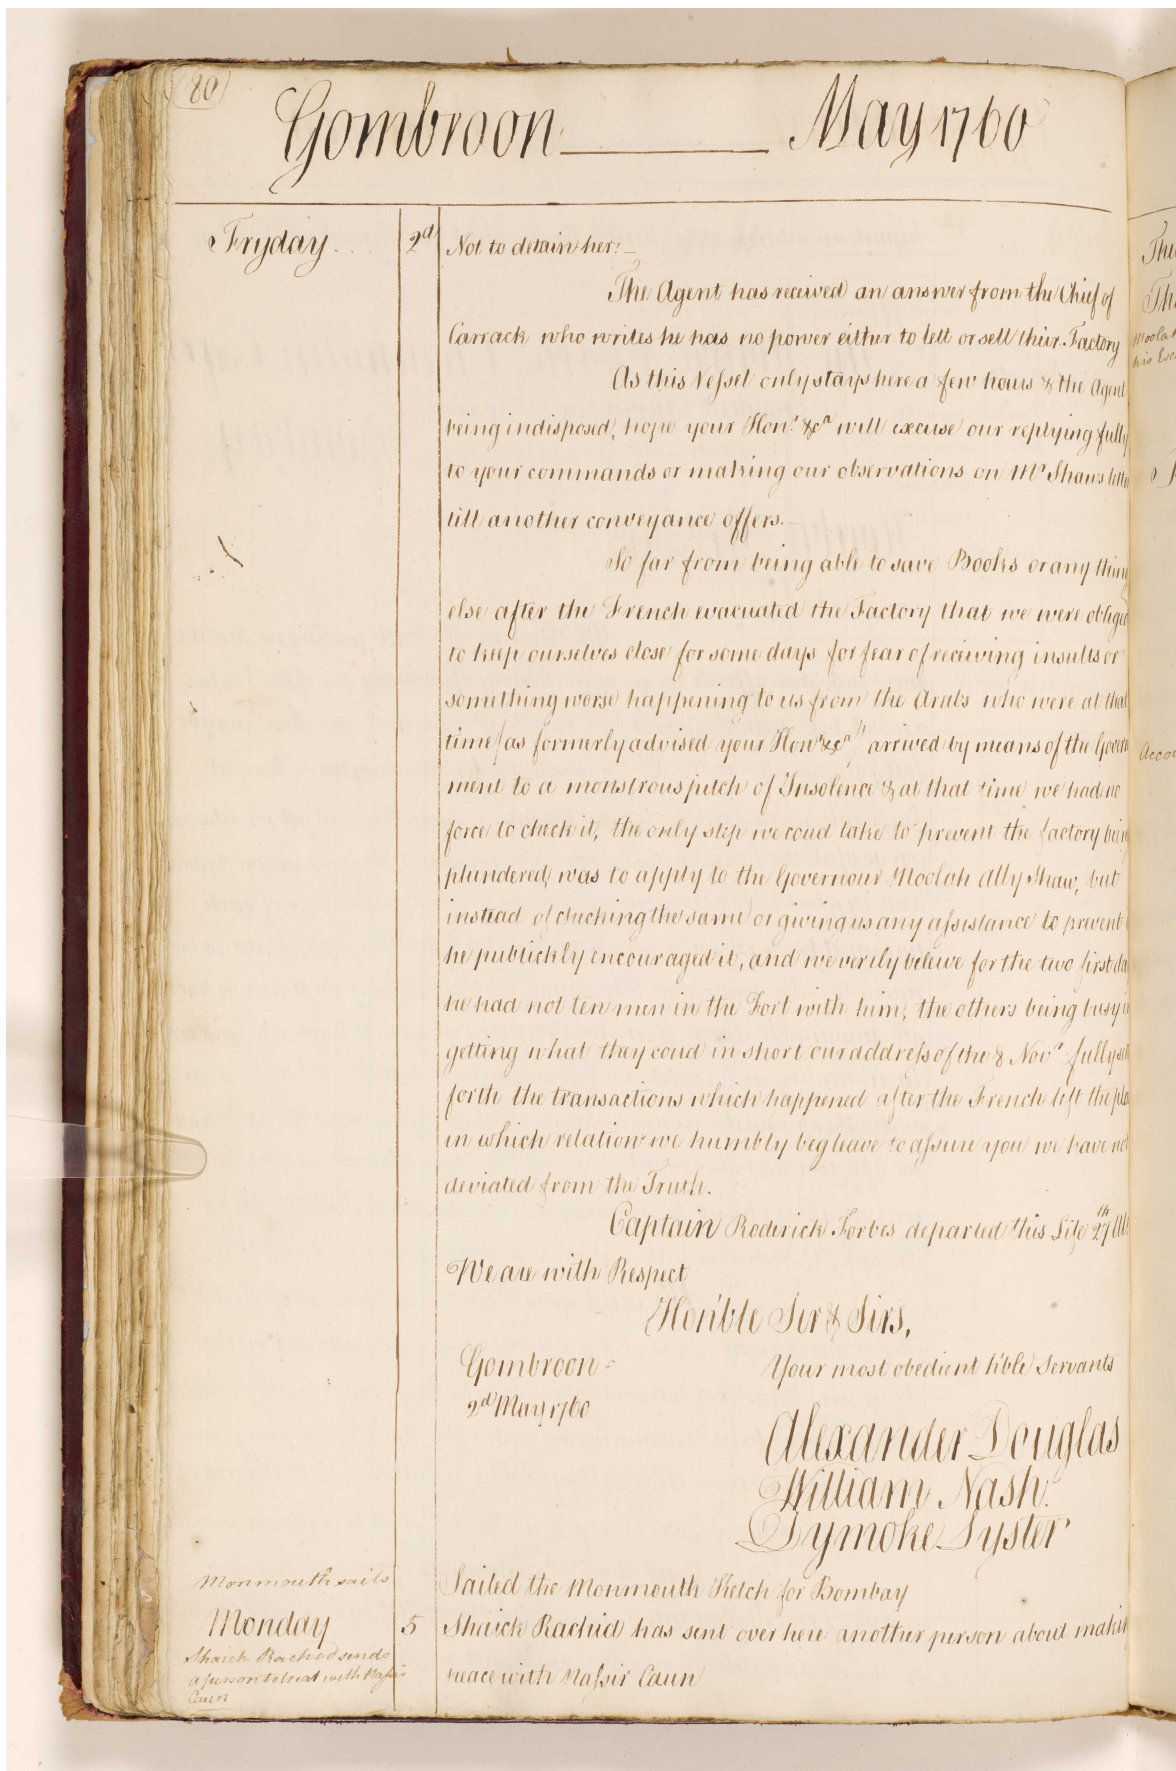 (80)
Gombroon May 1760
Fryday 2d Not to detain her.
The Agent has received an answer from the Chief of
Carrack who writes he has no power either to lett or sell their Factory
As this Vessel only stays here a few hours & the Agent
being indisposed, hope your Honr. &ca will excuse our replying fully
to your commands or making our observations on Mr Shaws
till another conveyance offers.
So far from being able to save Books or any thing
else after the French evacuated the Factory that we were obliged
to keep ourselves close for some days for fear of receiving insults or
something worse happening to us from the Arabs who were at that
time (as formerly advised your Honr &ca) arrived by means of the Govern
ment to a monstrous pitch of Insolence & at that time we had no
force to check it, the only step we coud take to prevent the factory being
plundered, was to apply to the Governour Moolah Ally Shaw, but
instead of checking the same or giving us any assistance to prevent
he publickly encouraged it, and we verily beleive for the two first
he had not ten men in the Fort with him, the others being busy
getting what they coud in short our address of the 8 Novr fully
forth the transactions which happened after the French left the
in which relation we humbly beg leave to assure you we have not
deviated from the Truth.
Captain Roderick Forbes departed this Life 27th
We are with Respect
Hon'ble Sir & Sirs,
Gombroon Your most obedient h'ble Servants
2d May 1760
Alexander Douglas
William Nash
Dymoke Lyster
Monmouth sails Sailed the Monmouth Ketch for Bombay
Monday 5 Shaick Rachid has sent over here another person about making
Shaick Rachid sends
a person to treat with Nassir peace with Nassir Caun
Caun